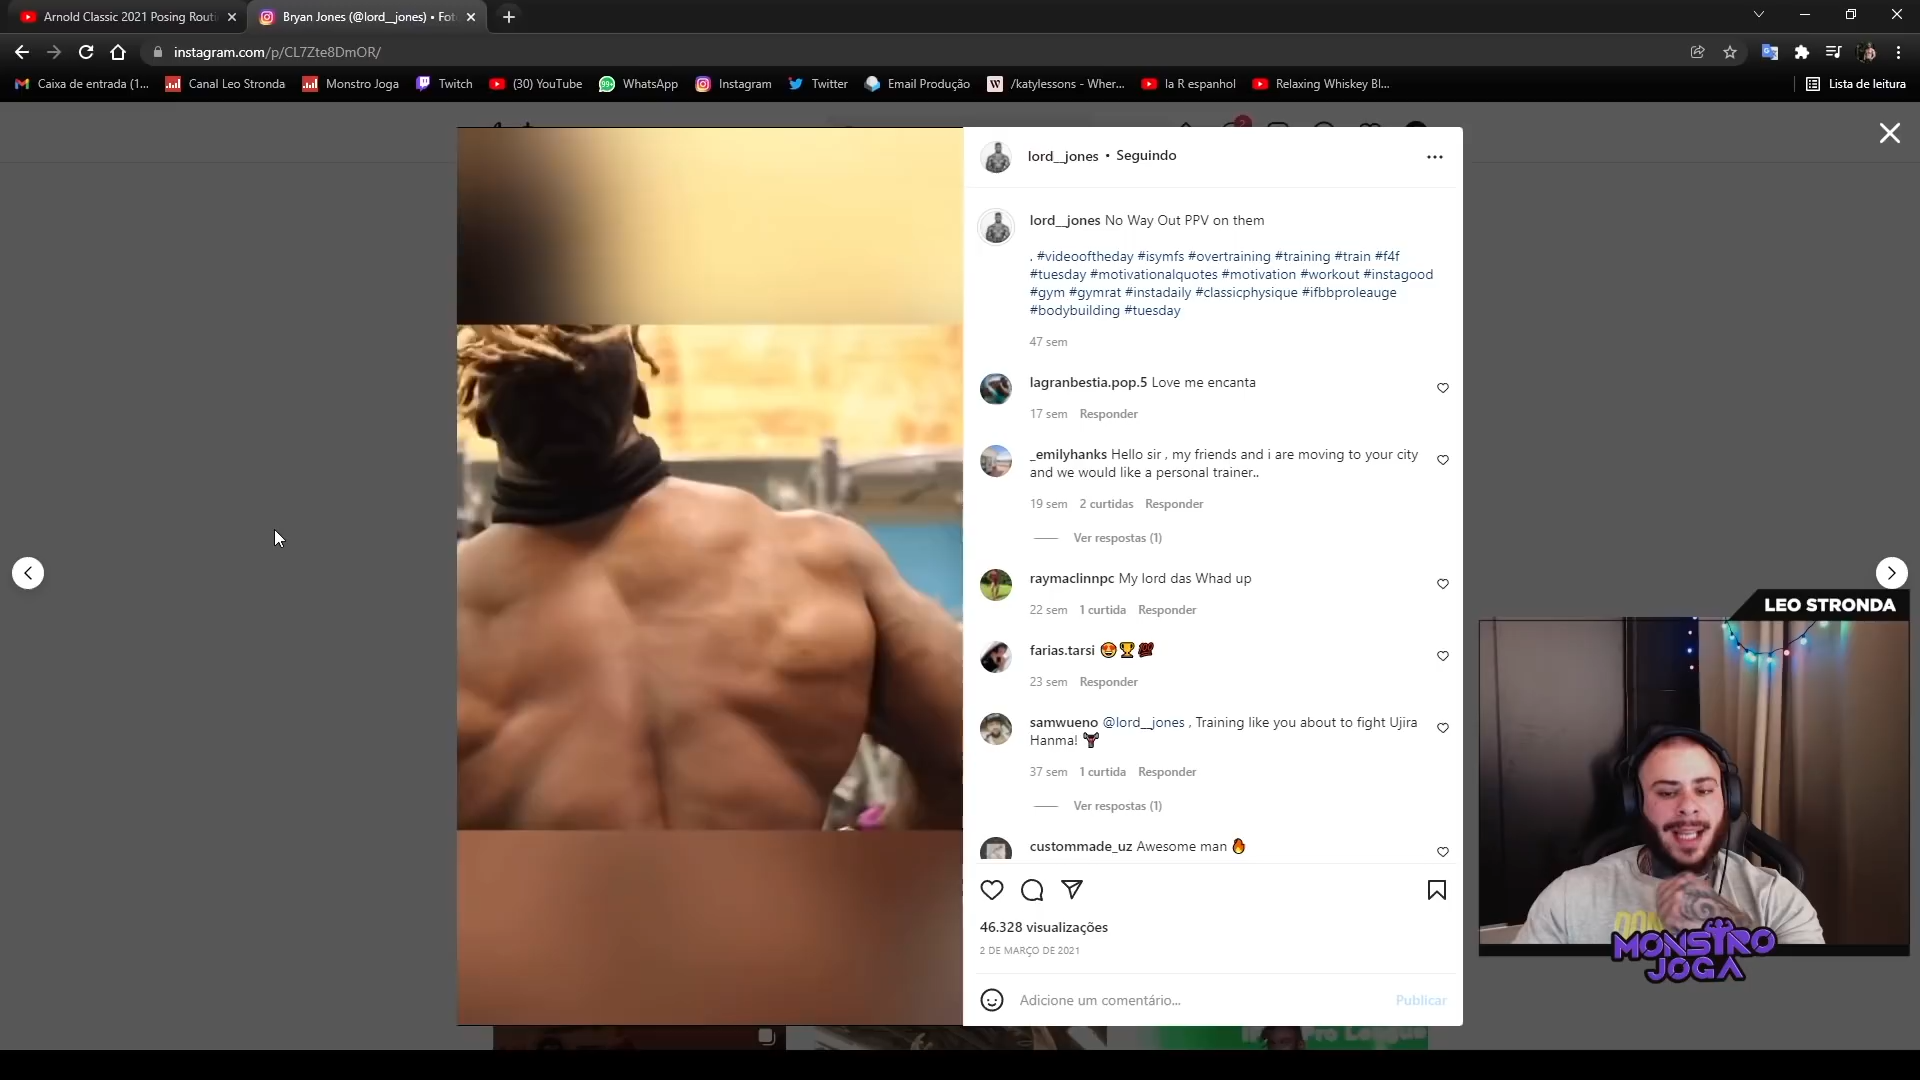 Arnold Classic 2021 Posing Routi
Bryan Jones (@lord__jones) • Fot
instagram.com/p/CL7Zte8DmOR/
Caixa de entrada (1...
Canal Leo Stronda
Monstro Joga
Twitch
(30) YouTube
WhatsApp
Instagram
Twitter
Email Produção
/katylessons - Wher...
la R espanhol
Relaxing Whiskey Bl...
Lista de leitura
lord__jones • Seguindo
lord__jones No Way Out PPV on them
. #videooftheday #isymfs #overtraining #training #train #f4f
#tuesday #motivationalquotes #motivation #workout #instagood
#gym #gymrat #instadaily #classicphysique #ifbbproleauge
#bodybuilding #tuesday
47 sem
lagranbestia.pop.5 Love me encanta
17 sem Responder
_emilyhanks Hello sir , my friends and i are moving to your city
and we would like a personal trainer..
19 sem 2 curtidas Responder
Ver respostas (1)
raymaclinnpc My lord das Whad up
22 sem 1 curtida Responder
farias.tarsi 😍🏆💯
23 sem Responder
samwueno @lord__jones , Training like you about to fight Ujira
Hanma!
37 sem 1 curtida Responder
Ver respostas (1)
custommade_uz Awesome man 🔥
46.328 visualizações
2 DE MARÇO DE 2021
Adicione um comentário...
Publicar
LEO STRONDA
MONSTRO
JOGA